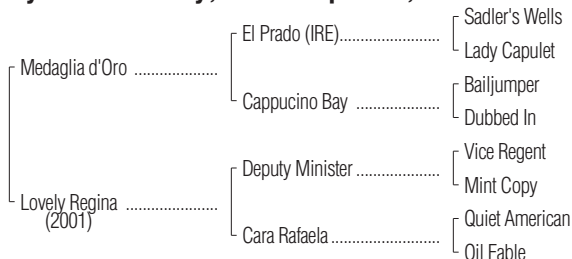 El Prado (IRE)
Sadler's Wells
Lady Capulet
Medaglia d'Oro
Cappucino Bay
Bailjumper
Dubbed In
Deputy Minister
Vice Regent
Mint Copy
Lovely Regina
(2001)
Cara Rafaela
Quiet American
Oil Fable